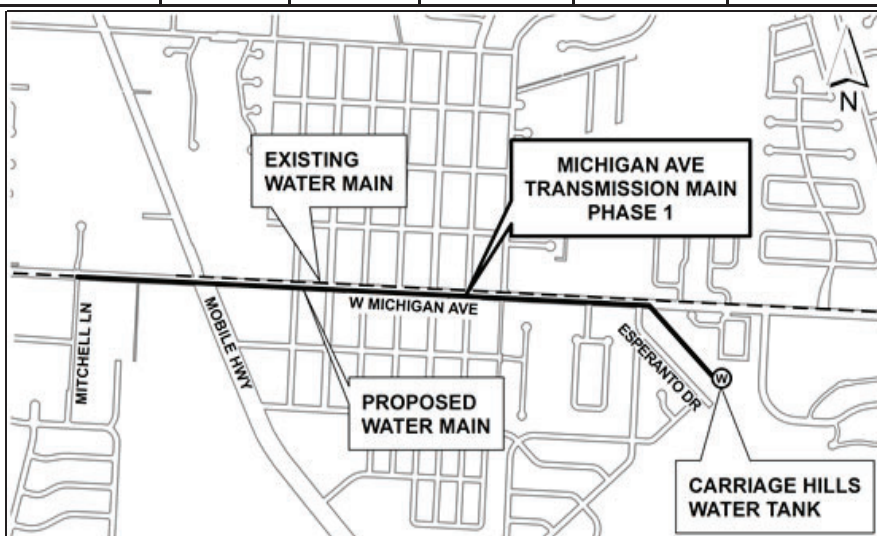 N
EXISTING
WATER MAIN
MICHIGAN AVE
TRANSMISSION MAIN
PHASE 1
W MICHIGAN AVE
MITCHELL LN
MOBILE HWY
ESPERANTO DR
W
PROPOSED
WATER MAIN
CARRIAGE HILLS
WATER TANK